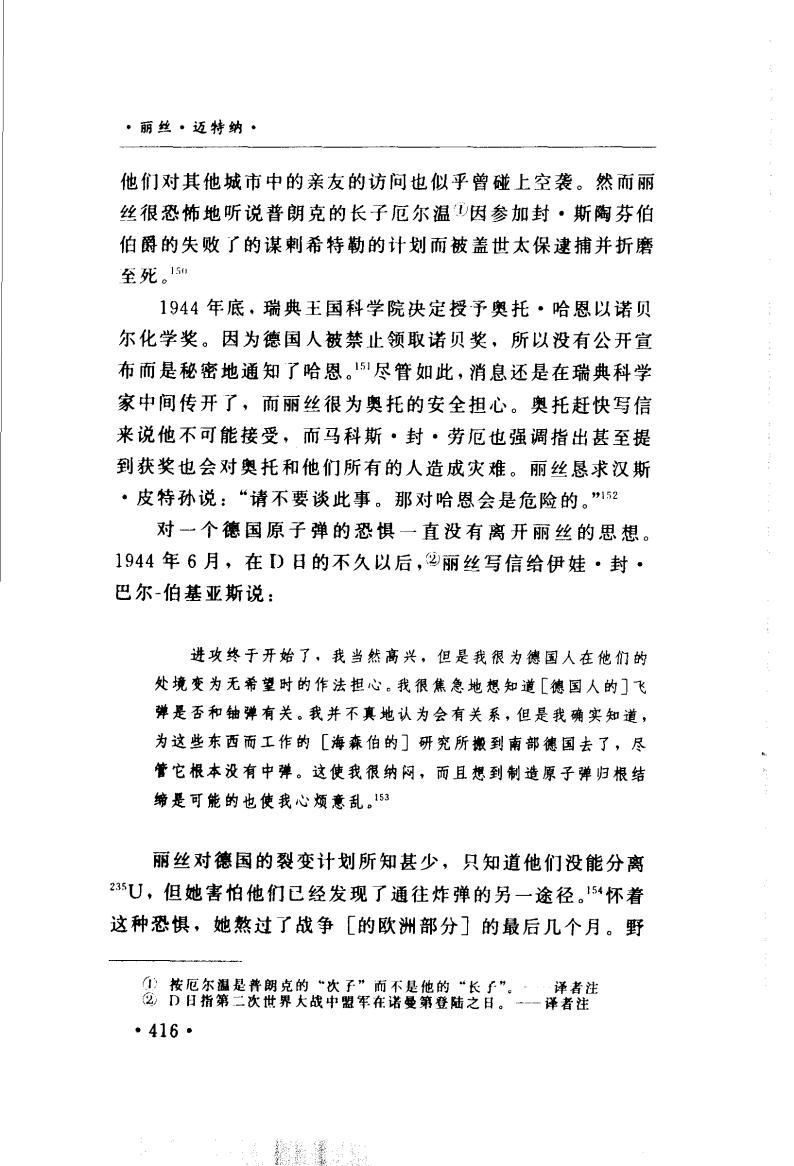 ·丽丝·迈特纳·
他们对其他城市中的亲友的访问也似乎曾碰上空袭。然而丽
丝很恐怖地听说普朗克的长子厄尔温①因参加封·斯陶芬伯
伯爵的失败了的谋刺希特勒的计划而被盖世太保逮捕并折磨
至死。150
1944 年底，瑞典王国科学院决定授予奥托·哈恩以诺贝
尔化学奖。因为德国人被禁止领取诺贝奖，所以没有公开宣
布而是秘密地通知了哈恩。151尽管如此，消息还是在瑞典科学
家中间传开了，而丽丝很为奥托的安全担心。奥托赶快写信
来说他不可能接受，而马科斯·封·劳厄也强调指出甚至提
到获奖也会对奥托和他们所有的人造成灾难。丽丝恳求汉斯
·皮特孙说：“请不要谈此事。那对哈恩会是危险的。”152
对一个德国原子弹的恐惧一直没有离开丽丝的思想。
1944 年 6 月，在 D 日的不久以后，②丽丝写信给伊娃·封·
巴尔-伯基亚斯说：
进攻终于开始了，我当然高兴，但是我很为德国人在他们的
处境变为无希望时的作法担心。我很焦急地想知道［德国人的］飞
弹是否和铀弹有关。我并不真地认为会有关系，但是我确实知道，
为这些东西而工作的［海森伯的］研究所搬到南部德国去了，尽
管它根本没有中弹。这使我很纳闷，而且想到制造原子弹归根结
缔是可能的也使我心烦意乱。153
丽丝对德国的裂变计划所知甚少，只知道他们没能分离
235U，但她害怕他们已经发现了通往炸弹的另一途径。154怀着
这种恐惧，她熬过了战争［的欧洲部分］的最后几个月。野
① 按厄尔温是普朗克的“次子”而不是他的“长子”。——译者注
② D 日指第二次世界大战中盟军在诺曼第登陆之日。——译者注
·416·